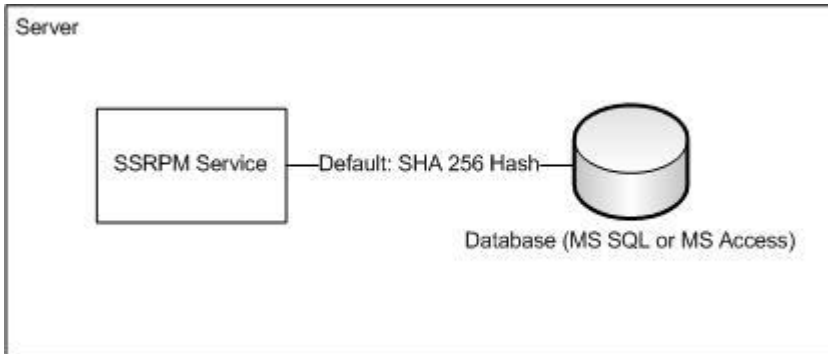 Server
SSRPM Service
Default: SHA 256 Hash
Database (MS SQL or MS Access)